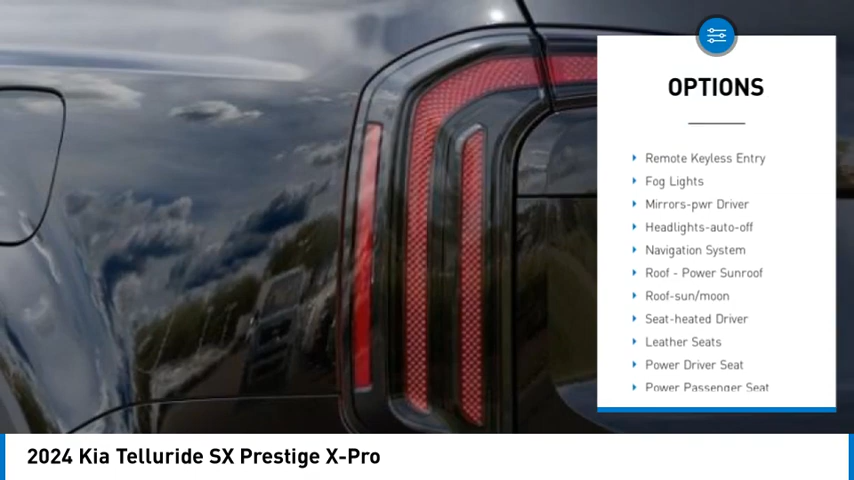 OPTIONS
Remote Keyless Entry
Fog Lights
Mirrors-pwr Driver
Headlights-auto-off
Navigation System
Roof - Power Sunroof
Roof-sun/moon
Seat-heated Driver
Leather Seats
Power Driver Seat
Power Passenger Seat
2024 Kia Telluride SX Prestige X-Pro